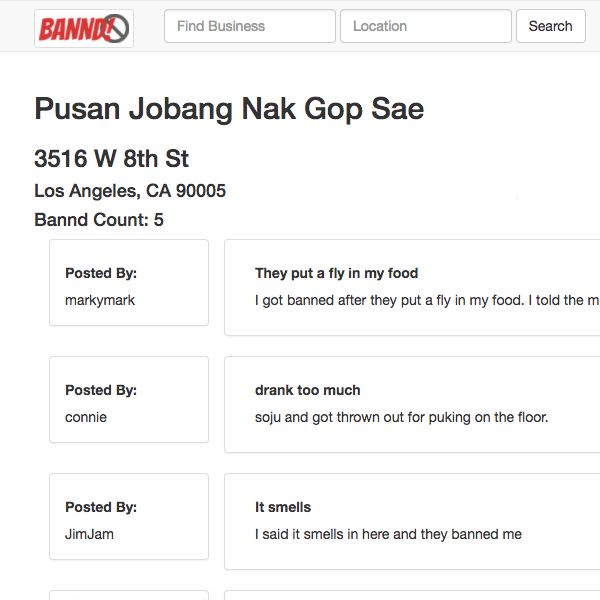 BANND!
Find Business
Location
Search
Pusan Jobang Nak Gop Sae
3516 W 8th St
Los Angeles, CA 90005
Bannd Count: 5
Posted By:
markymark
They put a fly in my food
I got banned after they put a fly in my food. I told the m
Posted By:
connie
drank too much
soju and got thrown out for puking on the floor.
Posted By:
JimJam
It smells
I said it smells in here and they banned me